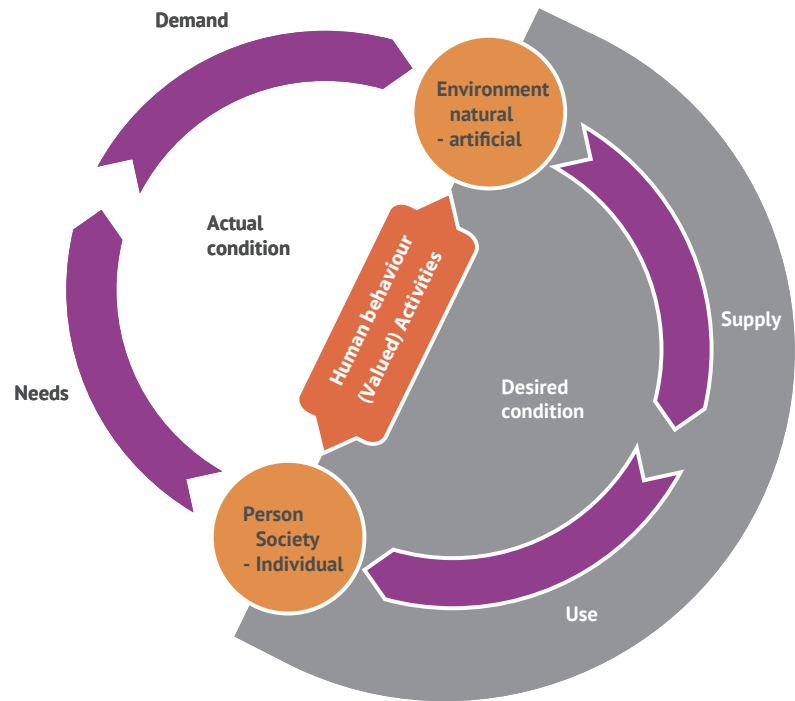 Demand
Environment
natural
- artificial
Actual
condition
Human behaviour
(Valued) Activities
Supply
Desired
condition
Needs
Person
Society
- Individual
Use